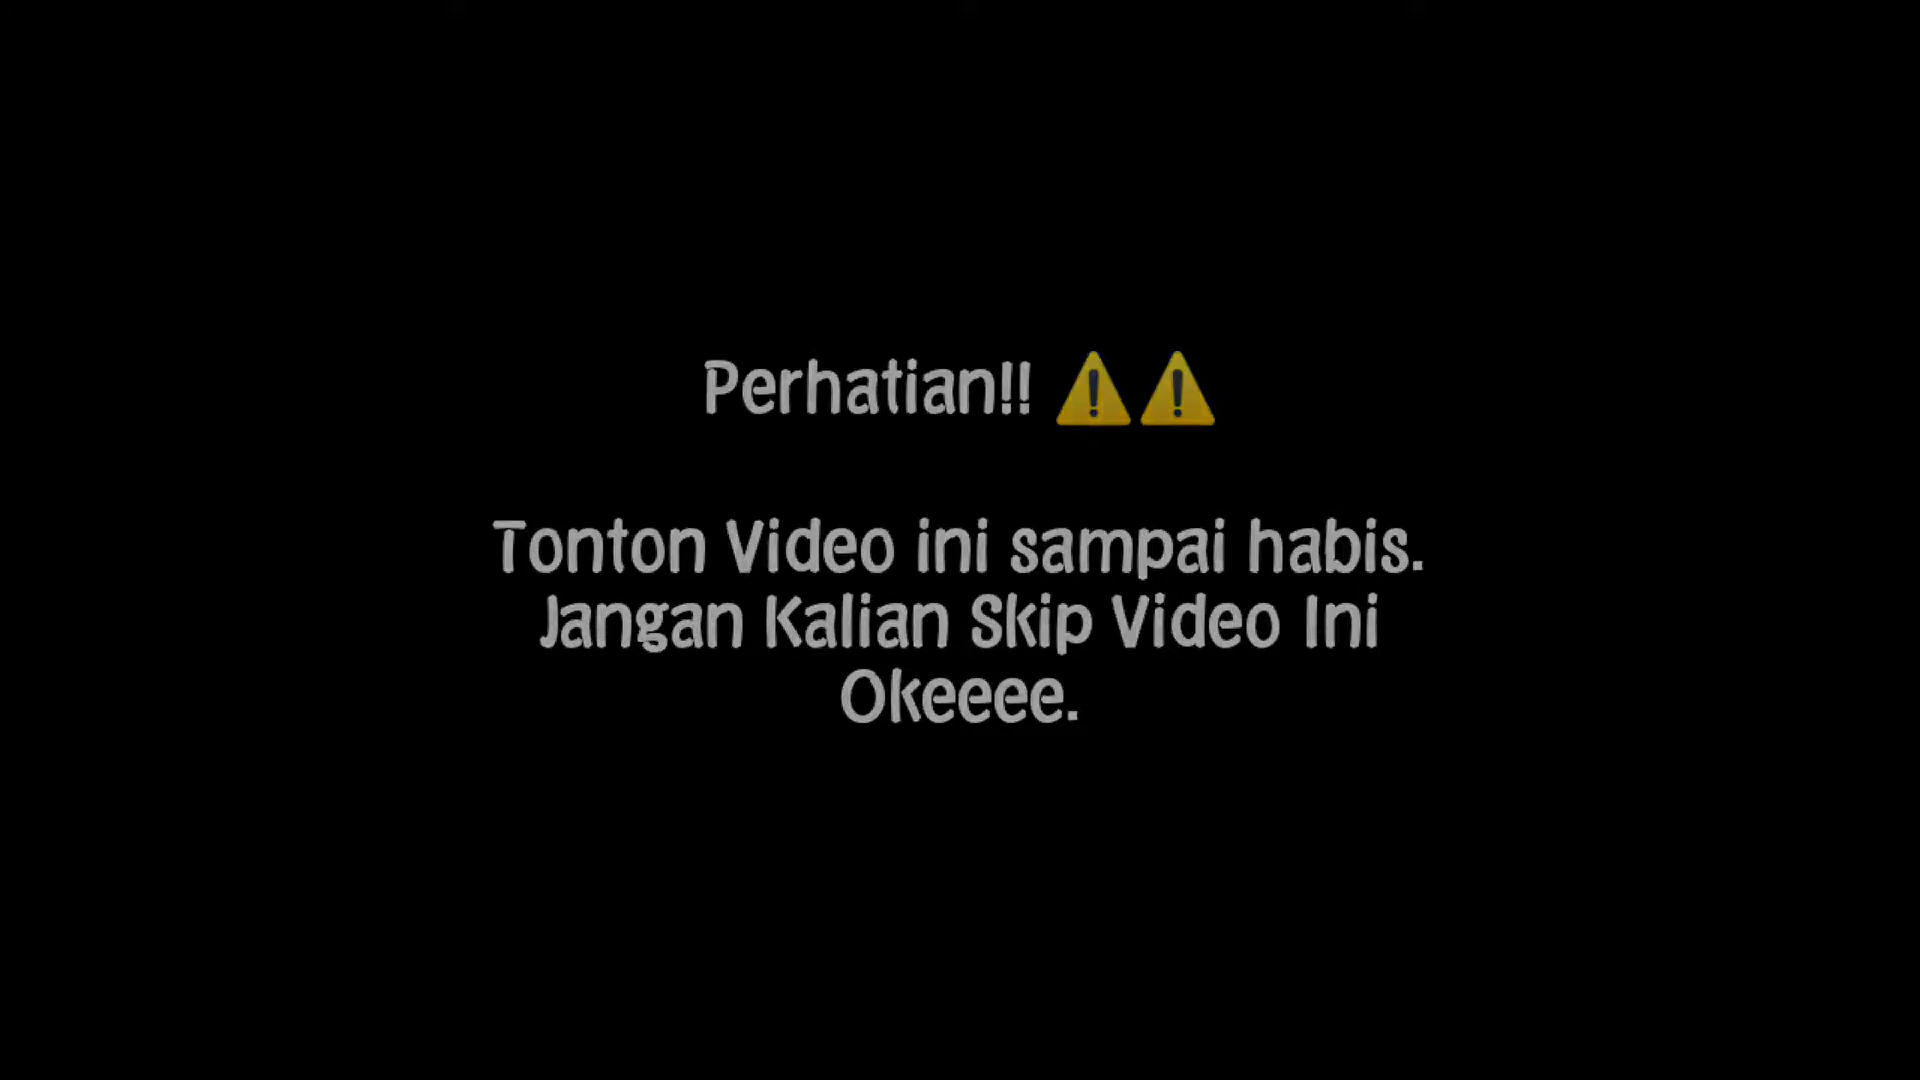 Perhatian!! ⚠️⚠️
Tonton Video ini sampai habis.
Jangan Kalian Skip Video Ini
Okeeee.